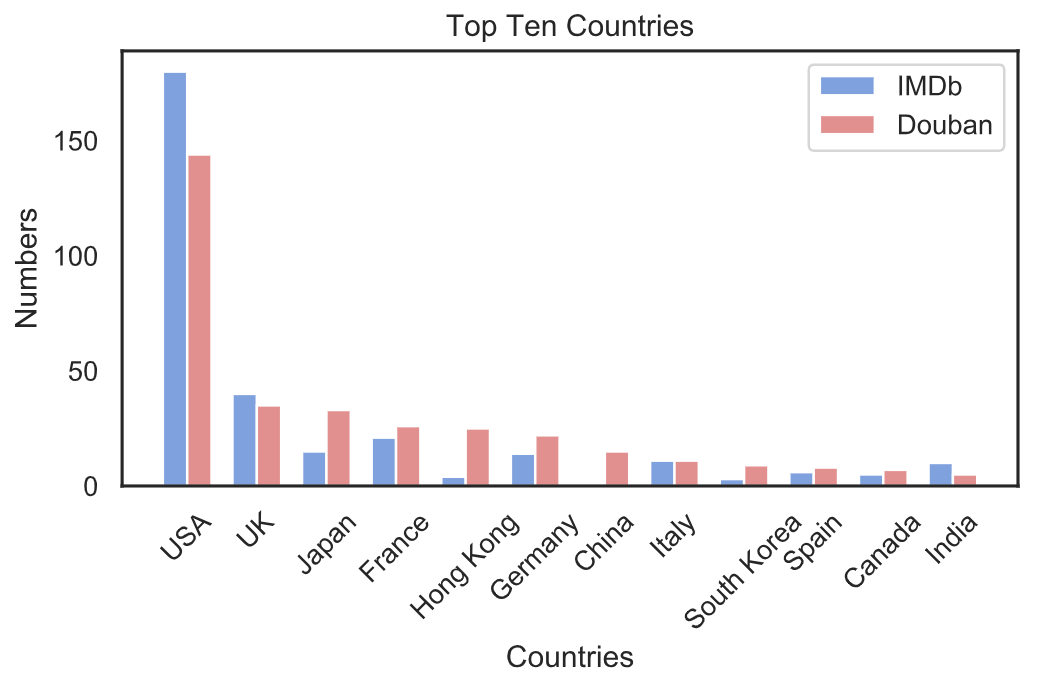 Top Ten Countries
IMDb
Douban
Numbers
150
100
50
0
USA
UK
Japan
France
Hong Kong
Germany
China
Italy
South Korea
Spain
Canada
India
Countries